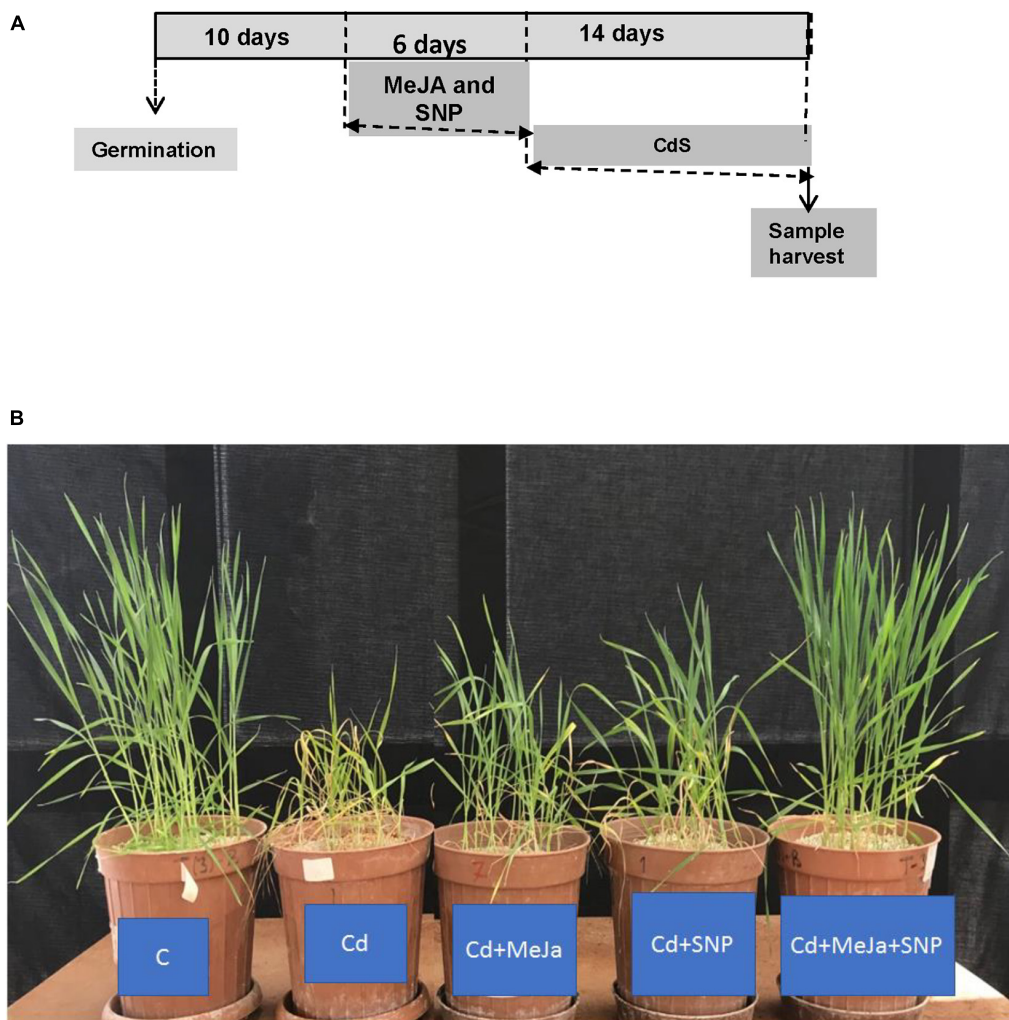 A
10 days
6 days
14 days
MeJA and
SNP
CdS
Germination
Sample
harvest
B
Z
1
C
Cd
Cd+MeJa
Cd+SNP
Cd+MeJa+SNP